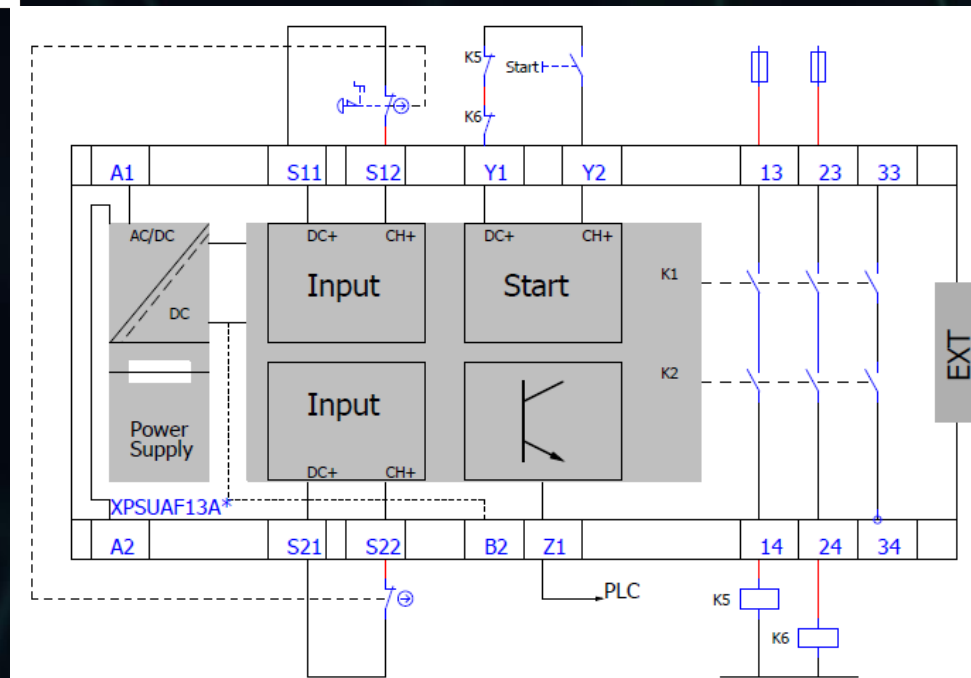 K5
Start
K6
A1
S11
S12
Y1
Y2
13
23
33
AC/DC
DC
DC+
CH+
Input
DC+
CH+
Start
K1
K2
EXT
Input
DC+
CH+
Power
Supply
XPSUAF13A*
A2
S21
S22
B2
Z1
14
24
34
PLC
K5
K6